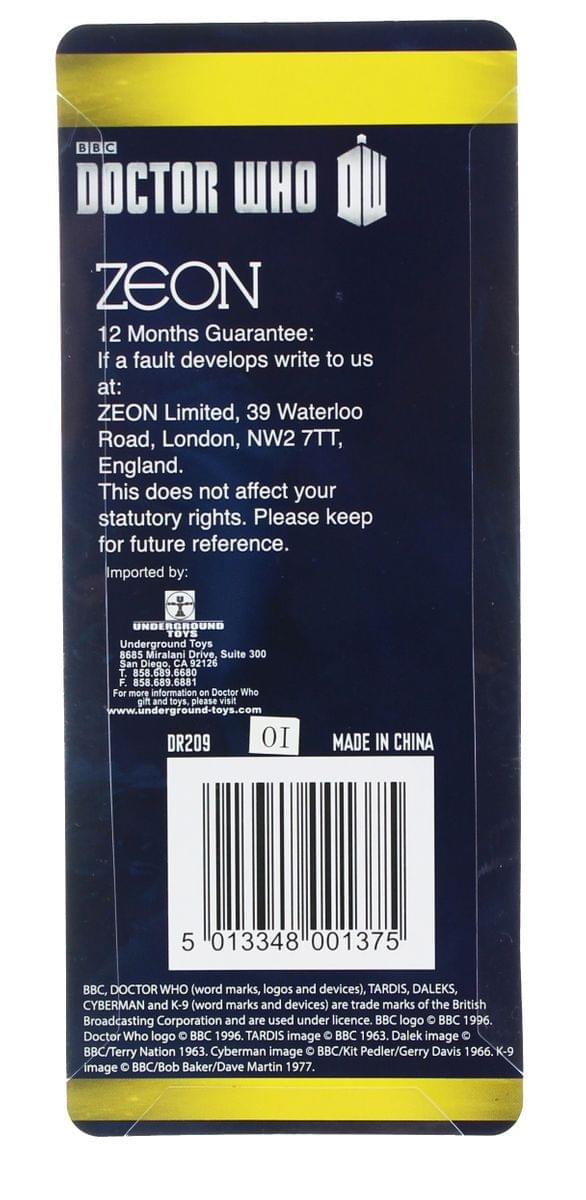 BBC
DOCTOR WHO DW
ZEON
12 Months Guarantee:
If a fault develops write to us
at:
ZEON Limited, 39 Waterloo
Road, London, NW2 7TT,
England.
This does not affect your
statutory rights. Please keep
for future reference.
Imported by:
UNDERGROUND
TOYS
Underground Toys
8685 Miralani Drive, Suite 300
San Diego, CA 92126
T. 858.689.6680
F. 858.689.6881
For more information on Doctor Who
gift and toys, please visit
www.underground-toys.com
DR209 01 MADE IN CHINA
5 013348 001375
BBC, DOCTOR WHO (word marks, logos and devices), TARDIS, DALEKS,
CYBERMAN and K-9 (word marks and devices) are trade marks of the British
Broadcasting Corporation and are used under licence. BBC logo © BBC 1996.
Doctor Who logo © BBC 1996. TARDIS image © BBC 1963. Dalek image ©
BBC/Terry Nation 1963. Cyberman image © BBC/Kit Pedler/Gerry Davis 1966. K-9
image © BBC/Bob Baker/Dave Martin 1977.